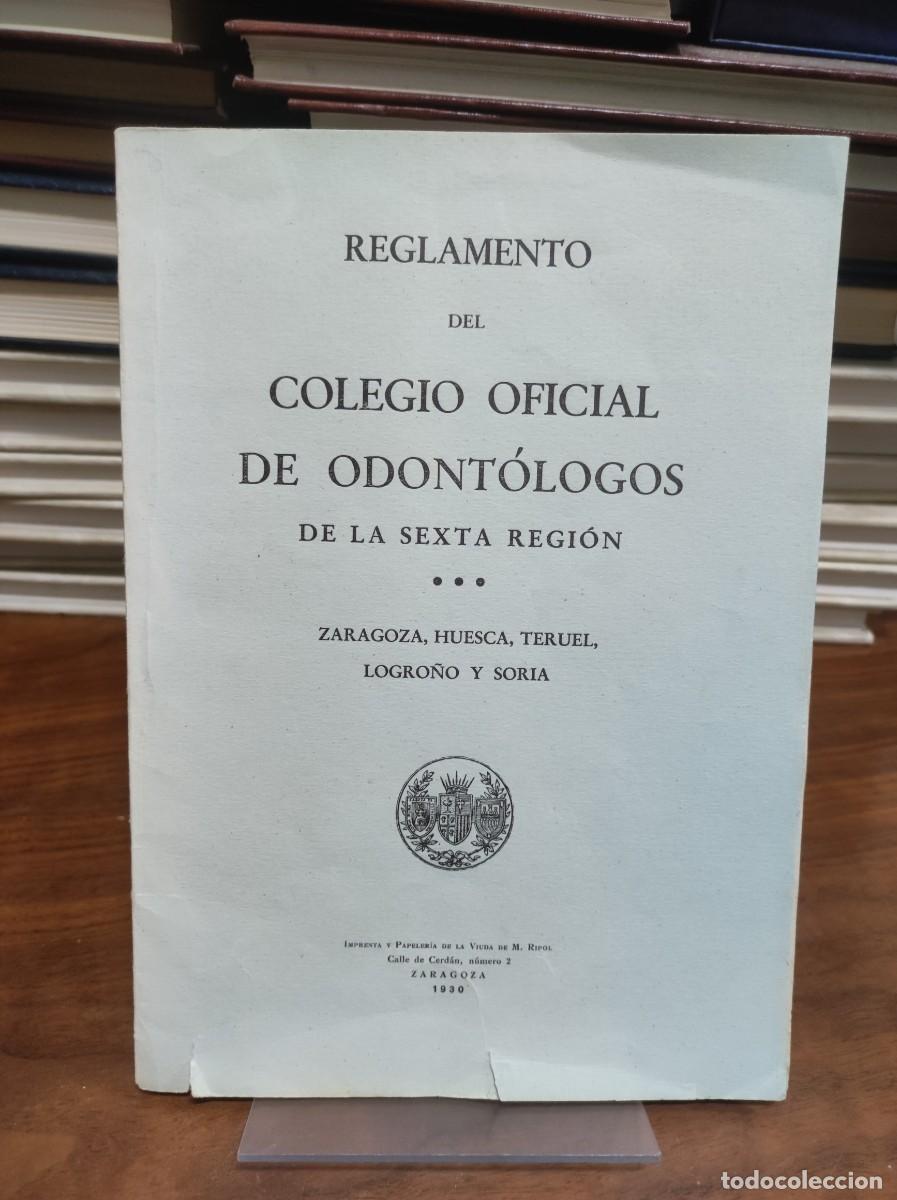 REGLAMENTO
DEL
COLEGIO OFICIAL
DE ODONTÓLOGOS
DE LA SEXTA REGIÓN
ZARAGOZA, HUESCA, TERUEL,
LOGROÑO Y SORIA
Imprenta y Papelería de la Viuda de M. Ripol
Calle de Cerdán, número 2
ZARAGOZA
1930
todocoleccion